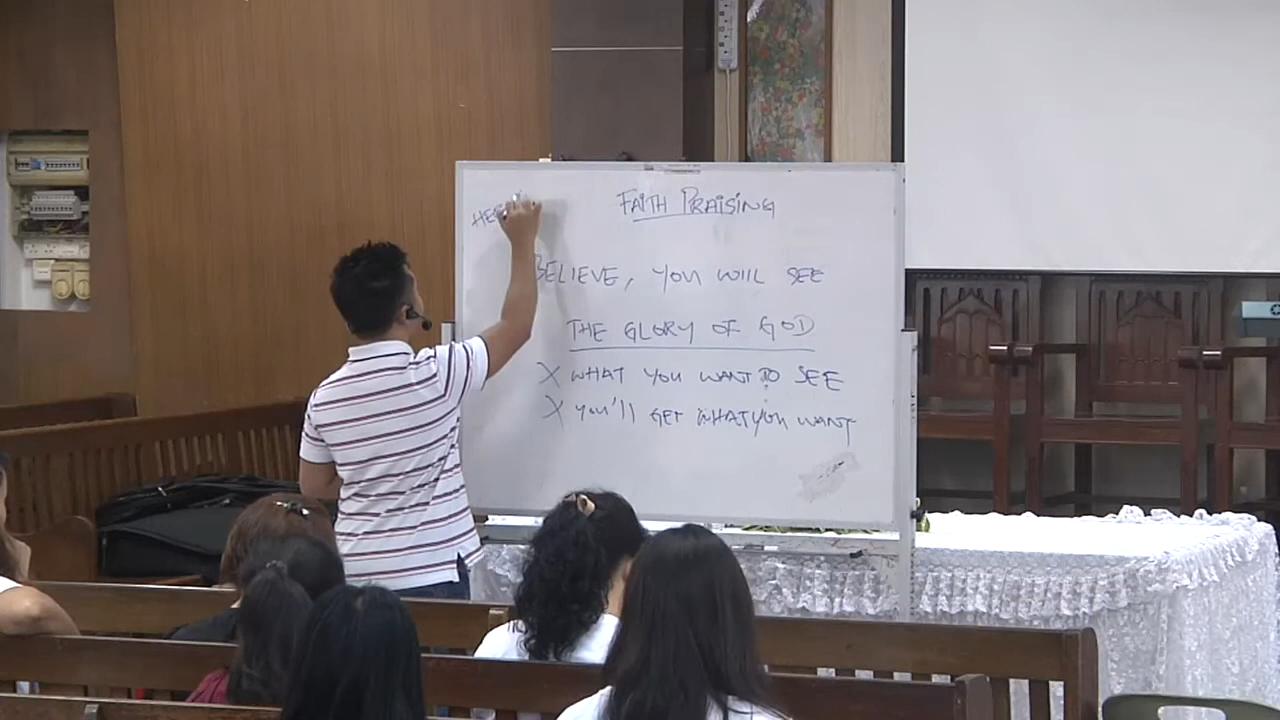 FAITH PRAISING
BELIEVE, YOU WILL SEE
THE GLORY OF GOD
X WHAT YOU WANT TO SEE
X YOU'll GET WHAT YOU WANT